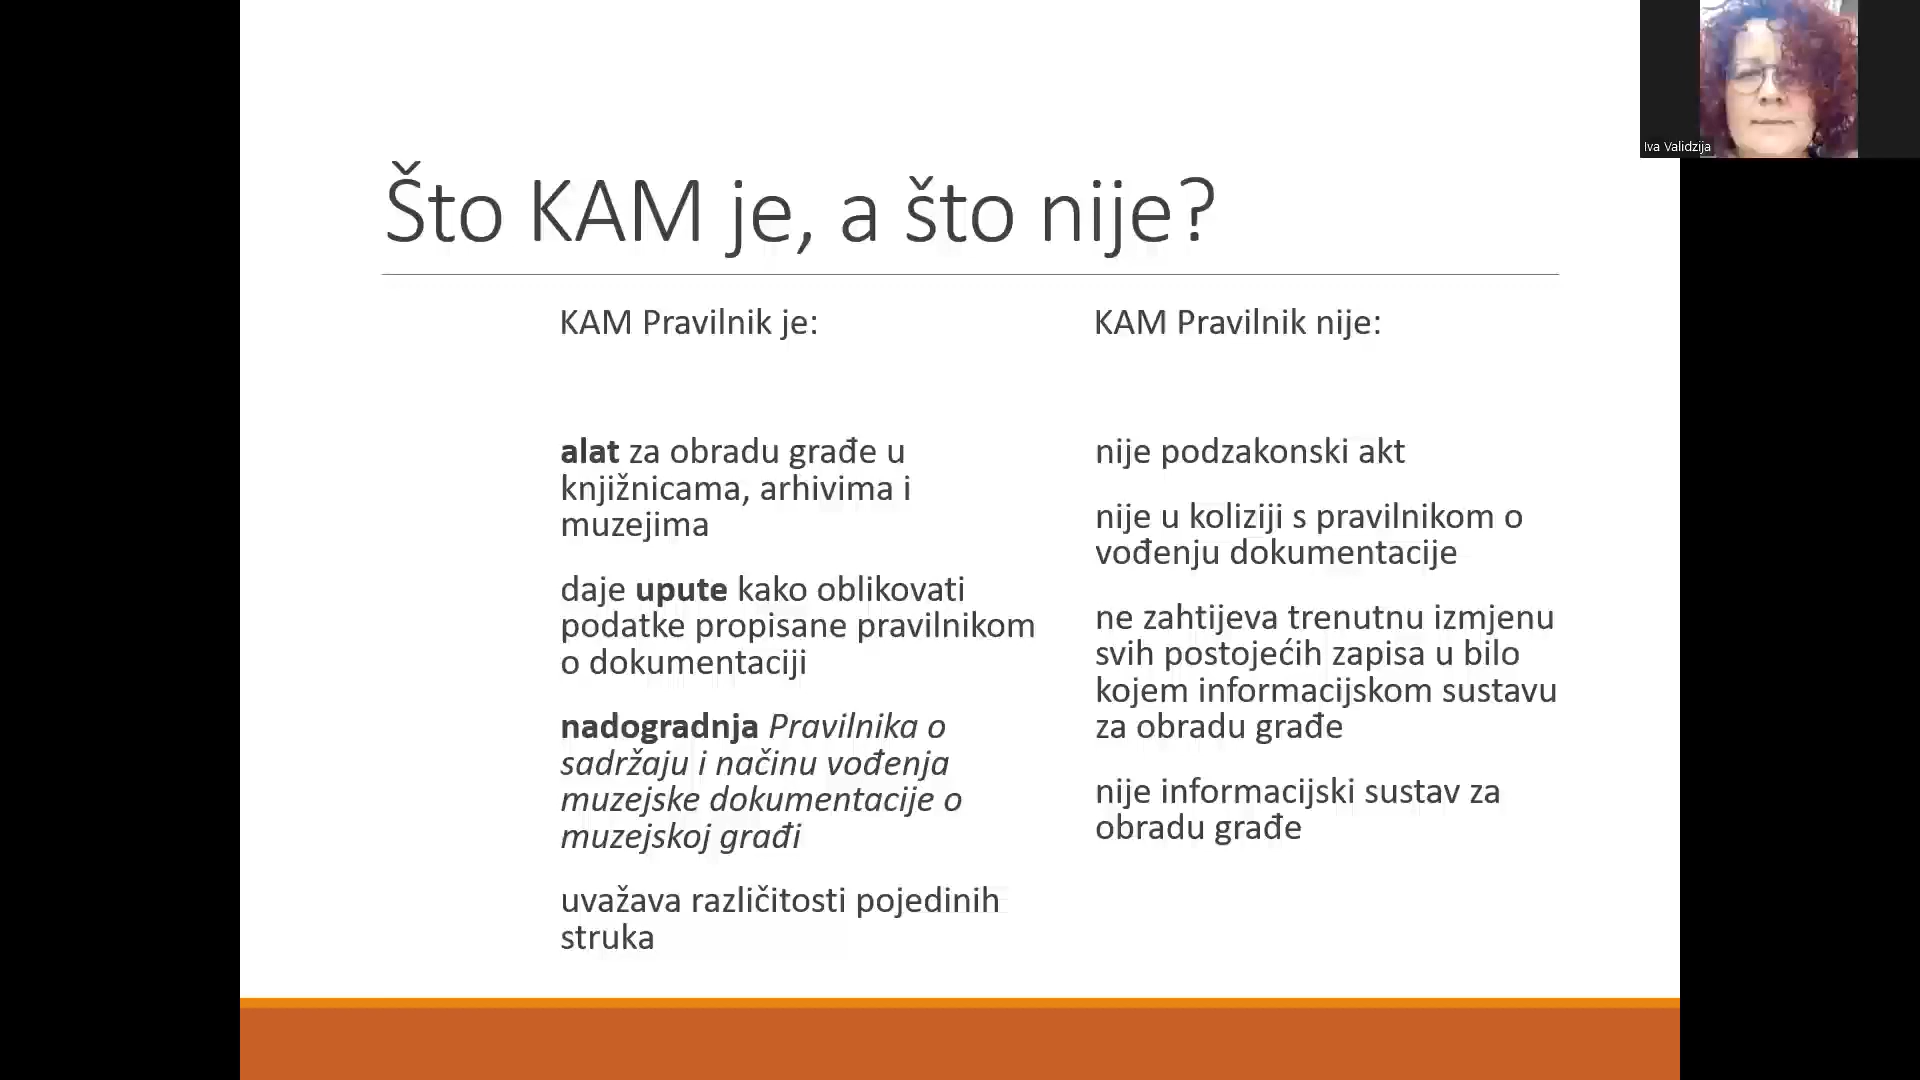 Što KAM je, a što nije?
KAM Pravilnik je:
alat za obradu građe u
knjižnicama, arhivima i
muzejima
daje upute kako oblikovati
podatke propisane pravilnikom
o dokumentaciji
nadogradnja Pravilnika o
sadržaju i načinu vođenja
muzejske dokumentacije o
muzejskoj građi
uvažava različitosti pojedinih
struka
KAM Pravilnik nije:
nije podzakonski akt
nije u koliziji s pravilnikom o
vođenju dokumentacije
ne zahtijeva trenutnu izmjenu
svih postojećih zapisa u bilo
kojem informacijskom sustavu
za obradu građe
nije informacijski sustav za
obradu građe
Iva Validzija